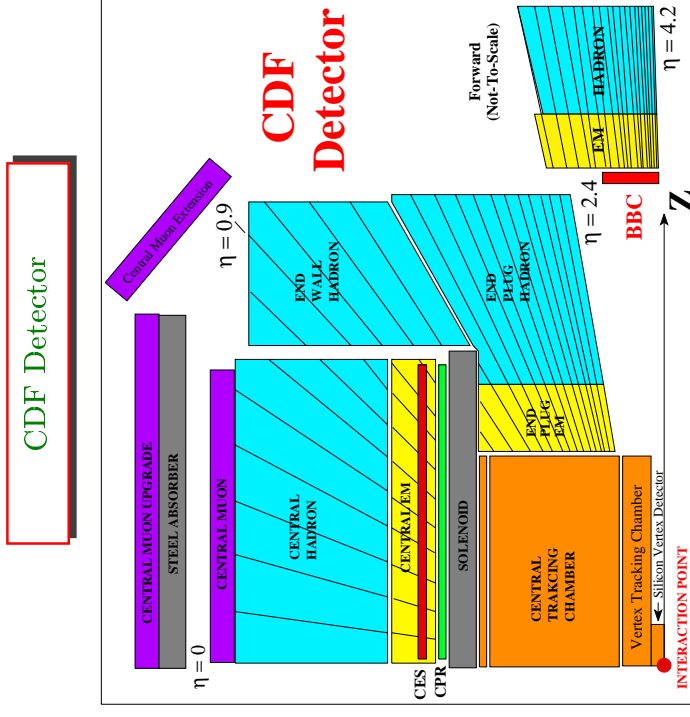 CDF Detector
CDF
Detector
Central Muon Extension
CENTRAL MUON UPGRADE
STEEL ABSORBER
η = 0
CENTRAL MUON
η = 0.9
CENTRAL
HADRON
END
WALL
HADRON
CENTRAL EM
CES
CPR
SOLENOID
END
PLUG
HADRON
END
PLUG
EM
CENTRAL
TRAKCING
CHAMBER
Vertex Tracking Chamber
Silicon Vertex Detector
INTERACTION POINT
Forward
(Not-To-Scale)
EM
HADRON
η = 4.2
η = 2.4
BBC
Z